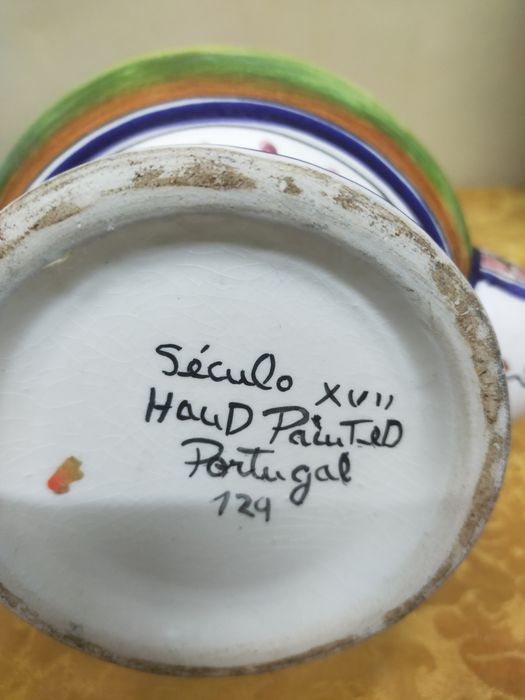 Século XVII
HanD PainTeD
Portugal
129